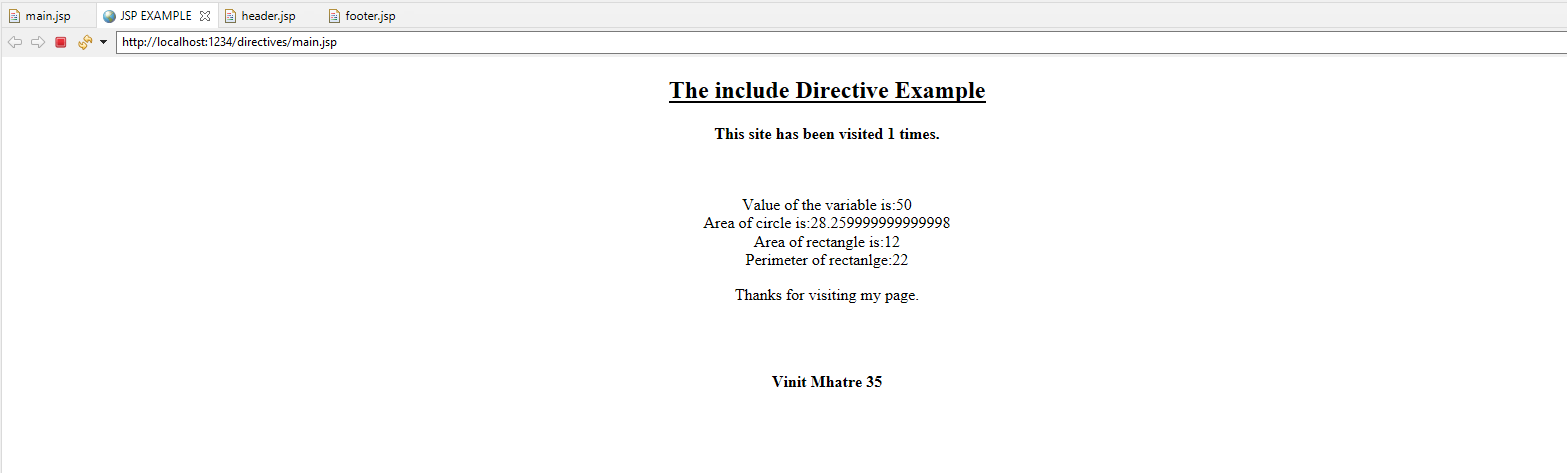 main.jsp JSP EXAMPLE header.jsp footer.jsp
http://localhost:1234/directives/main.jsp
The include Directive Example
This site has been visited 1 times.
Value of the variable is:50
Area of circle is:28.259999999999998
Area of rectangle is:12
Perimeter of rectanlge:22
Thanks for visiting my page.
Vinit Mhatre 35